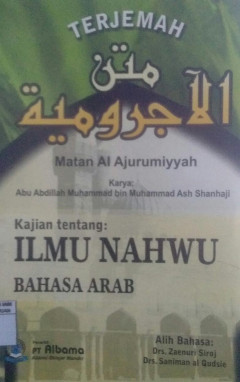 TERJEMAH
متن
الآجرومية
Matan Al Ajurumiyyah
Karya:
Abu Abdillah Muhammad bin Muhammad Ash Shanhaji
Kajian tentang:
ILMU NAHWU
BAHASA ARAB
Alih Bahasa:
Drs. Zaenuri Siroj
Drs. Saniman al Qudsie
PT Albama